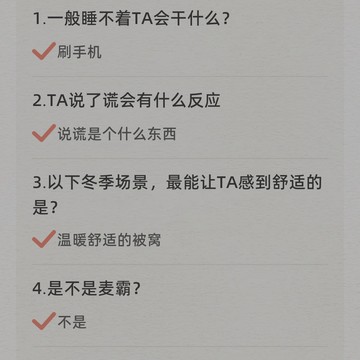 1.一般睡不着TA会干什么？
刷手机
2.TA说了谎会有什么反应
说谎是个什么东西
3.以下冬季场景，最能让TA感到舒适的
是？
温暖舒适的被窝
4.是不是麦霸？
不是